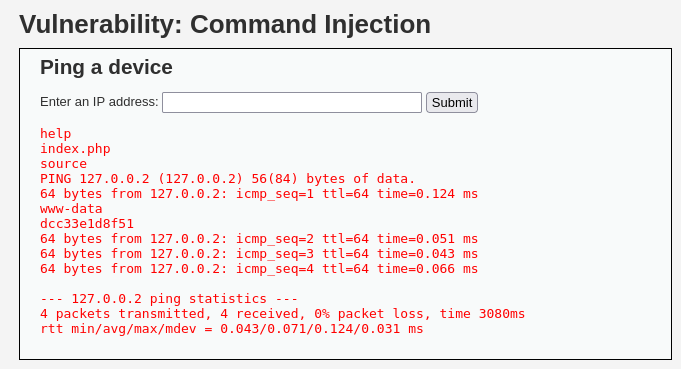 Vulnerability: Command Injection
Ping a device
Enter an IP address: Submit
help
index.php
source
PING 127.0.0.2 (127.0.0.2) 56(84) bytes of data.
64 bytes from 127.0.0.2: icmp_seq=1 ttl=64 time=0.124 ms
www-data
dcc33e1d8f51
64 bytes from 127.0.0.2: icmp_seq=2 ttl=64 time=0.051 ms
64 bytes from 127.0.0.2: icmp_seq=3 ttl=64 time=0.043 ms
64 bytes from 127.0.0.2: icmp_seq=4 ttl=64 time=0.066 ms
--- 127.0.0.2 ping statistics ---
4 packets transmitted, 4 received, 0% packet loss, time 3080ms
rtt min/avg/max/mdev = 0.043/0.071/0.124/0.031 ms